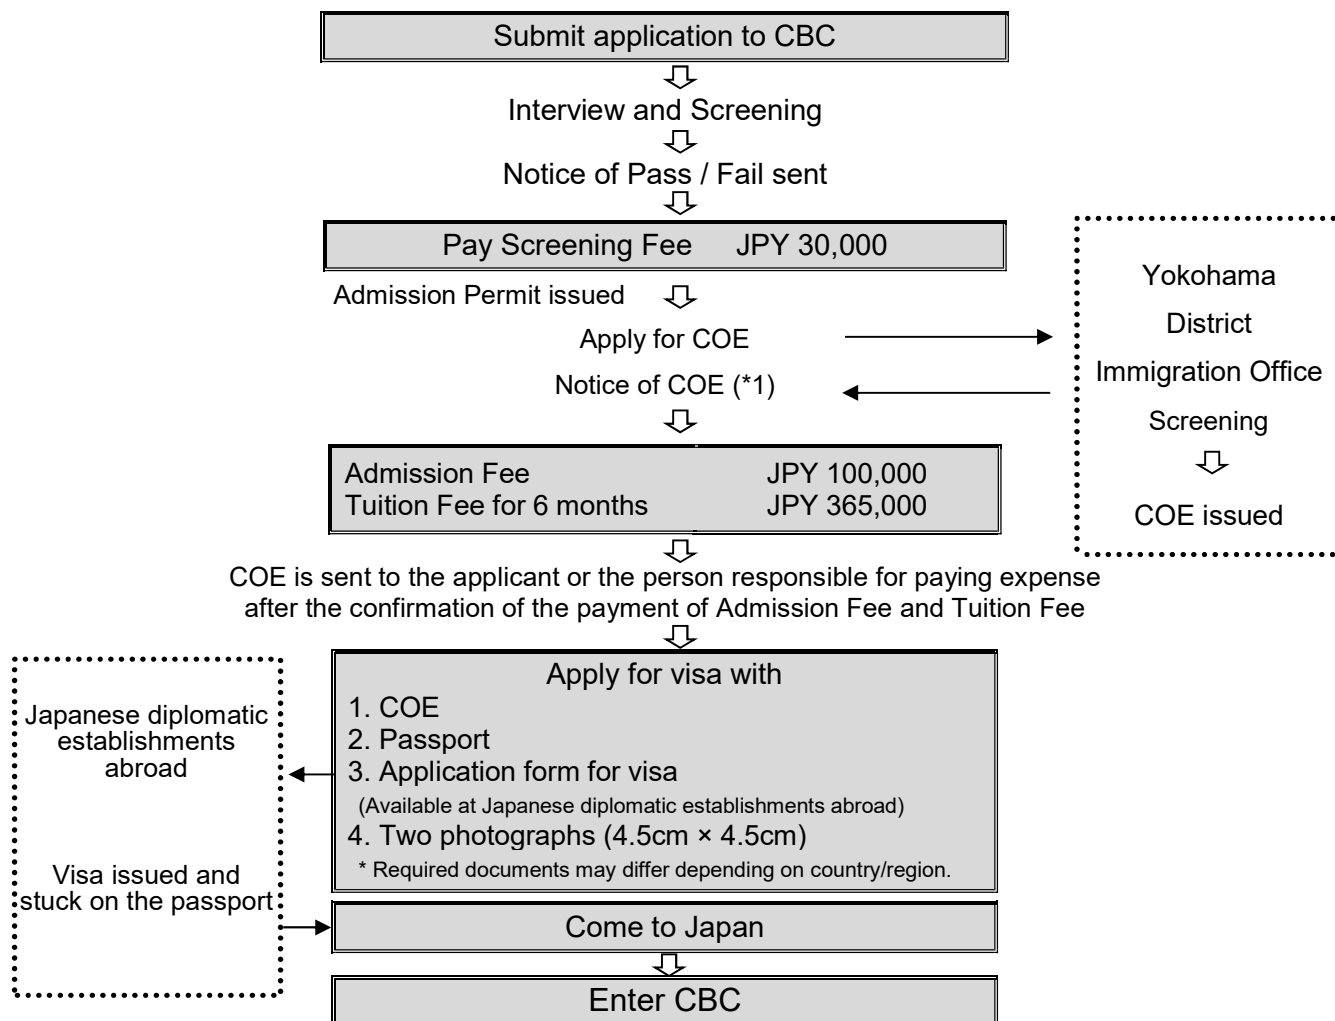 Submit application to CBC
Interview and Screening
Notice of Pass / Fail sent
Pay Screening Fee JPY 30,000
Admission Permit issued
Apply for COE
Notice of COE (*1)
Yokohama
District
Immigration Office
Screening
COE issued
Admission Fee JPY 100,000
Tuition Fee for 6 months JPY 365,000
COE is sent to the applicant or the person responsible for paying expense
after the confirmation of the payment of Admission Fee and Tuition Fee
Apply for visa with
1. COE
2. Passport
3. Application form for visa
(Available at Japanese diplomatic establishments abroad)
4. Two photographs (4.5cm × 4.5cm)
* Required documents may differ depending on country/region.
Japanese diplomatic
establishments
abroad
Visa issued and
stuck on the passport
Come to Japan
Enter CBC